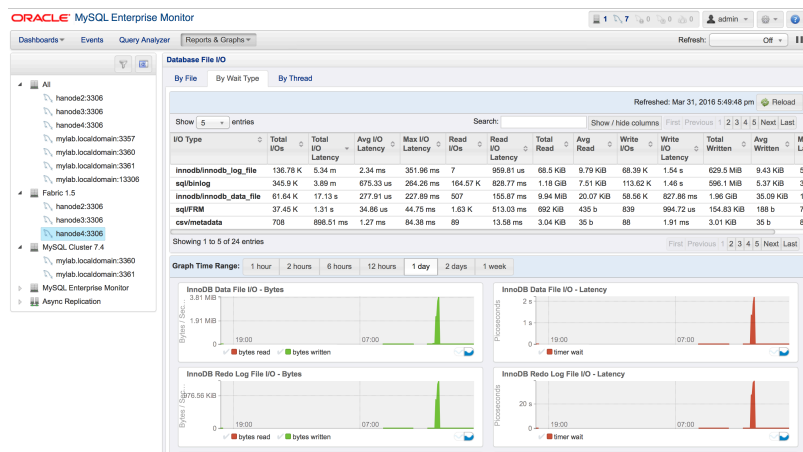 ORACLE MySQL Enterprise Monitor
1 7 0 0 0 admin
Dashboards Events Query Analyzer Reports & Graphs Refresh: Off
All
hanode2:3306
hanode3:3306
hanode4:3306
mylab.localdomain:3357
mylab.localdomain:3360
mylab.localdomain:3361
mylab.localdomain:13306
Fabric 1.5
hanode2:3306
hanode3:3306
hanode4:3306
MySQL Cluster 7.4
mylab.localdomain:3360
mylab.localdomain:3361
MySQL Enterprise Monitor
Async Replication
Database File I/O
By File By Wait Type By Thread
Refreshed: Mar 31, 2016 5:49:48 pm Reload
Show 5 entries Search: Show / hide columns First Previous 1 2 3 4 5 Next Last
I/O Type Total I/Os Total I/O Latency Avg I/O Latency Max I/O Latency Read I/Os Read I/O Latency Total Read Avg Read Write I/Os Write I/O Latency Total Written Avg Written
innodb/innodb_log_file 136.78 K 5.34 m 2.34 ms 351.96 ms 7 959.81 us 68.5 KiB 9.79 KiB 68.39 K 1.54 s 629.5 MiB 9.43 KiB
sql/binlog 345.9 K 3.89 m 675.33 us 264.26 ms 164.57 K 828.77 ms 1.18 GiB 7.51 KiB 113.62 K 1.46 s 596.1 MiB 5.37 KiB
innodb/innodb_data_file 61.64 K 17.13 s 277.91 us 227.89 ms 507 155.87 ms 9.94 MiB 20.07 KiB 58.56 K 827.86 ms 1.96 GiB 35.09 KiB
sql/FRM 37.45 K 1.31 s 34.86 us 44.75 ms 1.63 K 513.03 ms 692 KiB 435 b 839 994.72 us 154.83 KiB 188 b
csv/metadata 708 898.51 ms 1.27 ms 84.38 ms 89 13.58 ms 3.04 KiB 35 b 88 1.91 ms 3.01 KiB 35 b
Showing 1 to 5 of 24 entries First Previous 1 2 3 4 5 Next Last
Graph Time Range: 1 hour 2 hours 6 hours 12 hours 1 day 2 days 1 week
InnoDB Data File I/O - Bytes
Bytes / Sec...
3.81 MiB
1.91 MiB
0
19:00 07:00
bytes read bytes written
InnoDB Data File I/O - Latency
Picoseconds
2 s
1 s
0
19:00 07:00
timer wait
InnoDB Redo Log File I/O - Bytes
Bytes / Sec...
976.56 KiB
0
19:00 07:00
bytes read bytes written
InnoDB Redo Log File I/O - Latency
Picoseconds
20 s
0
19:00 07:00
timer wait